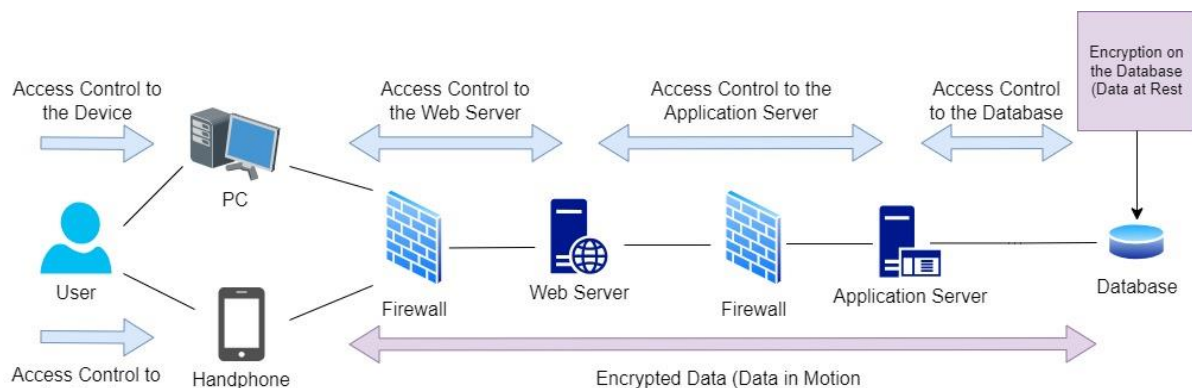 Access Control to
the Device
Access Control to
the Web Server
Access Control to the
Application Server
Access Control
to the Database
Encryption on
the Database
(Data at Rest
PC
User
Firewall
Web Server
Firewall
Application Server
Database
Access Control to
Handphone
Encrypted Data (Data in Motion